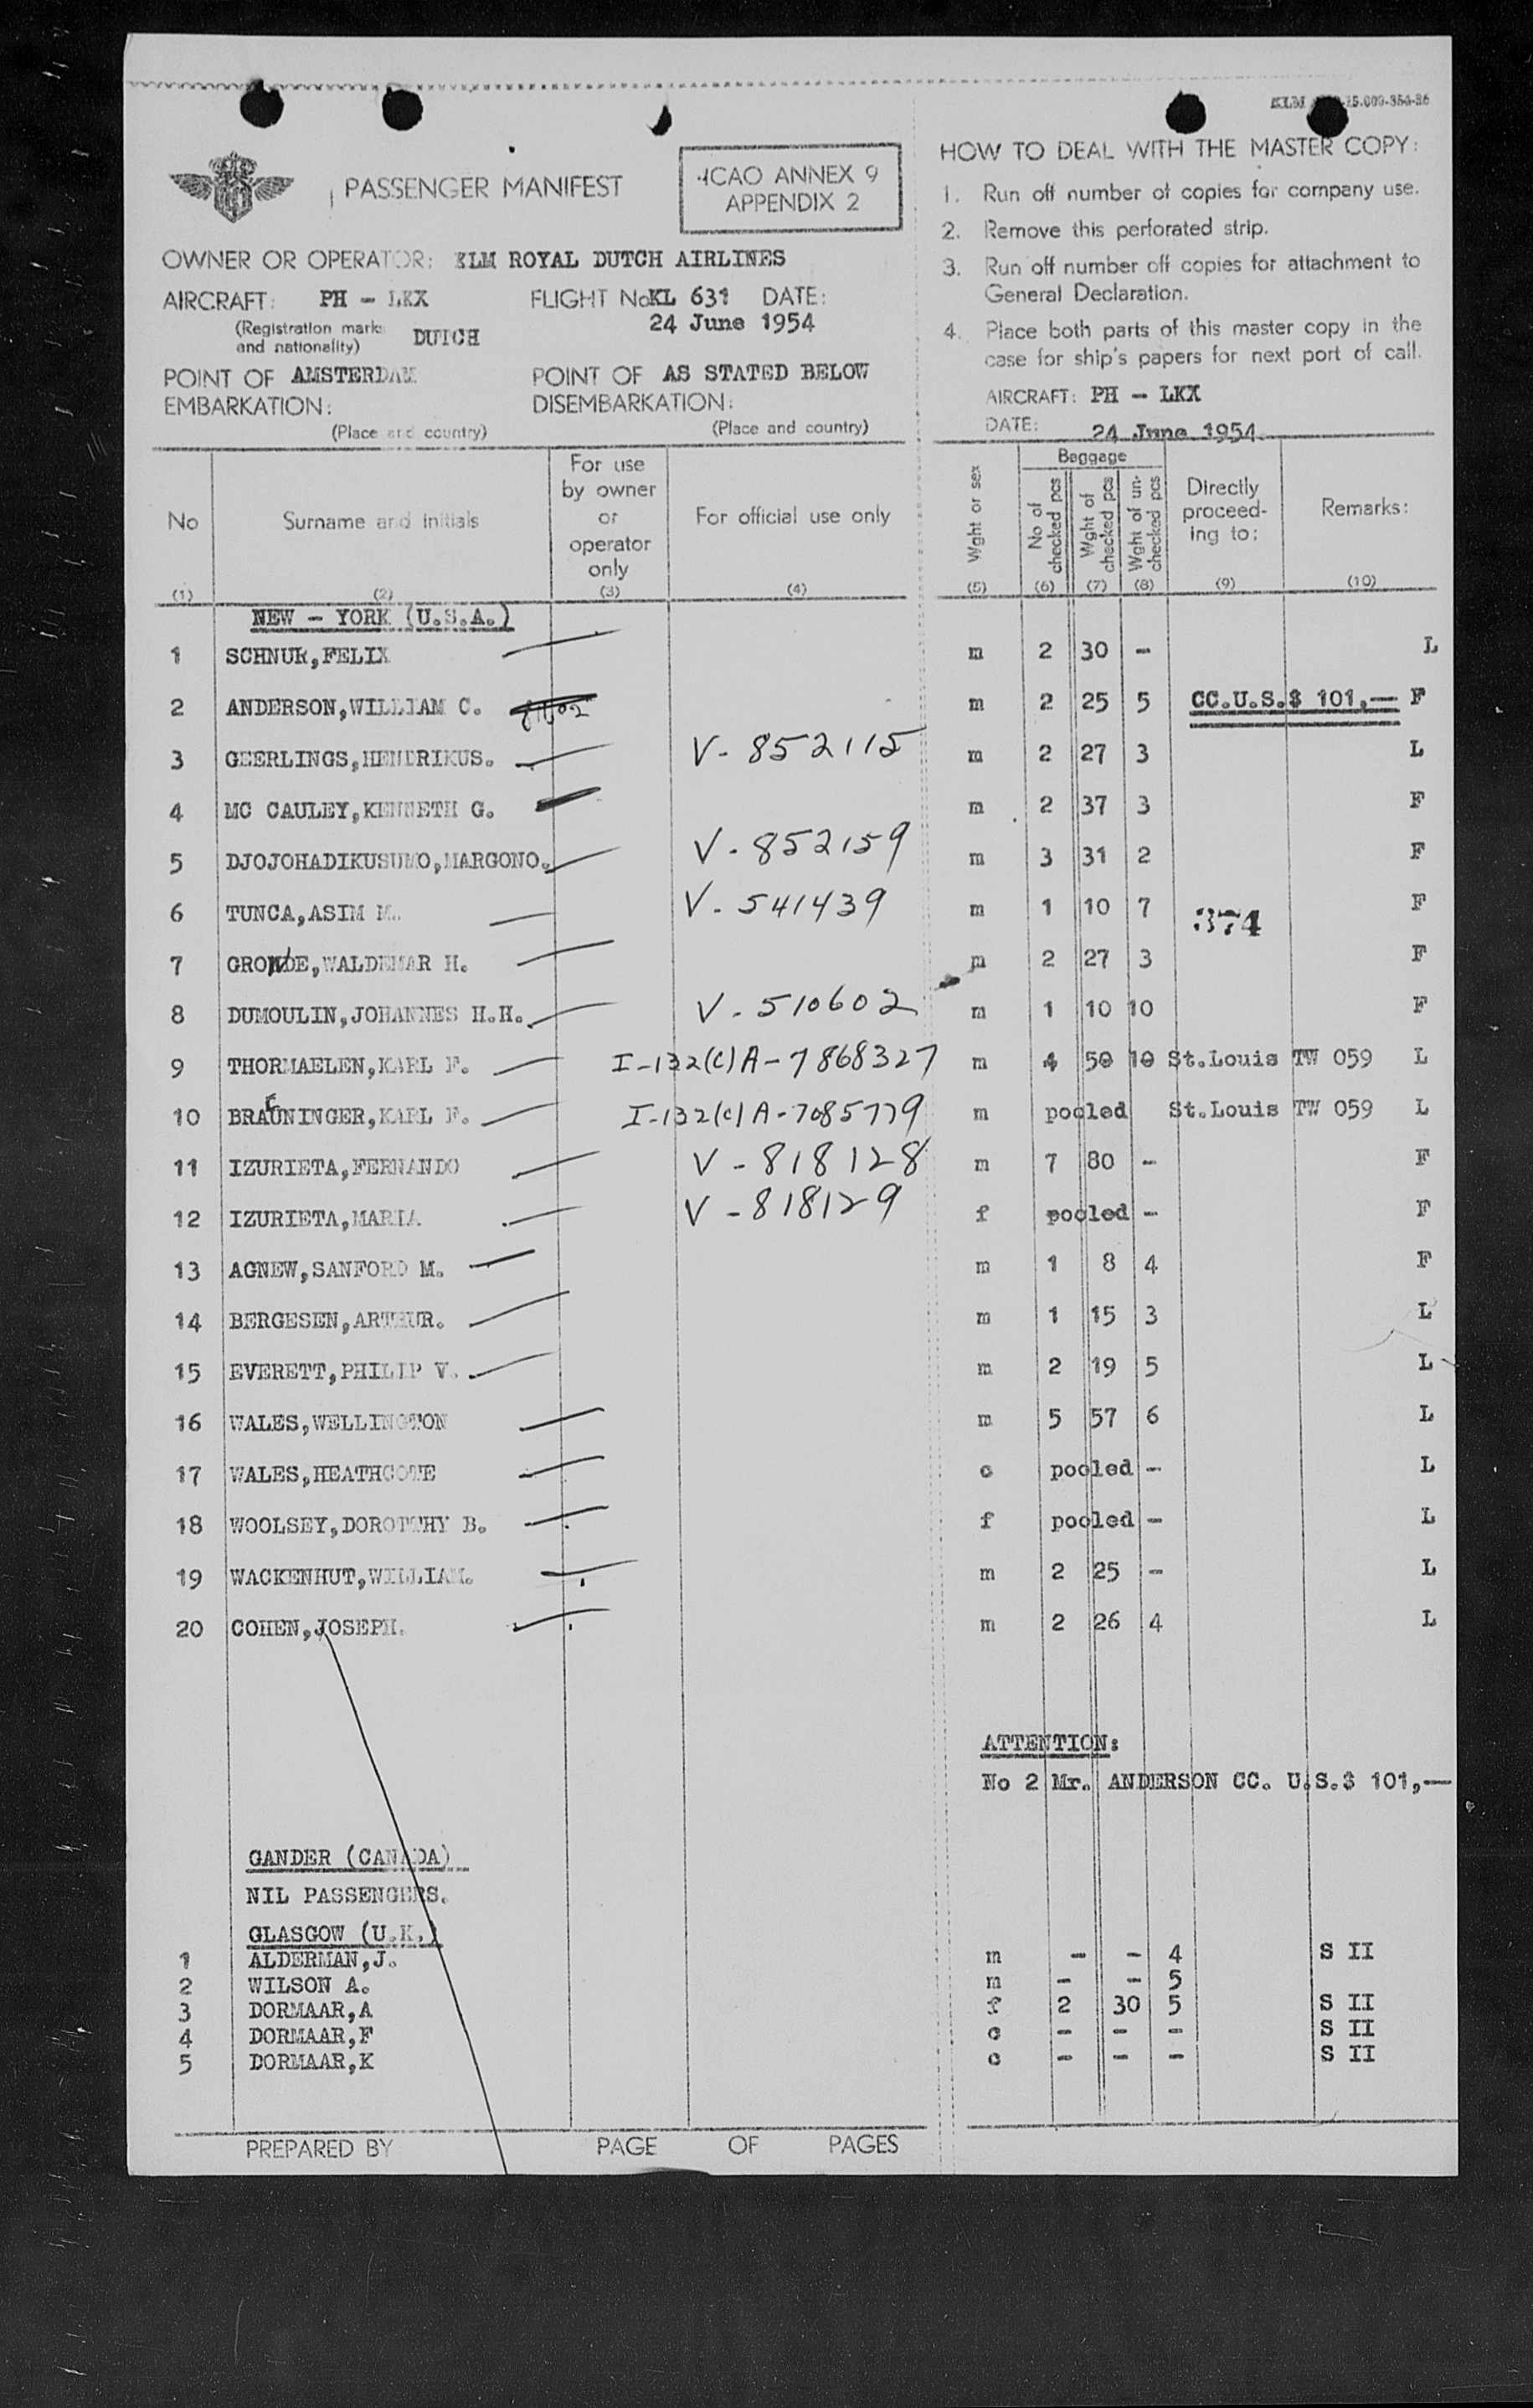 PASSENGER MANIFEST
ICAO ANNEX 9
APPENDIX 2
OWNER OR OPERATOR: KLM ROYAL DUTCH AIRLINES
AIRCRAFT: PH - LKX FLIGHT No KL 631 DATE:
24 June 1954
(Registration mark
and nationality) DUTCH
POINT OF AMSTERDAM POINT OF AS STATED BELOW
EMBARKATION: DISEMBARKATION:
(Place and country) (Place and country)
KLM
HOW TO DEAL WITH THE MASTER COPY:
1. Run off number of copies for company use.
2. Remove this perforated strip.
3. Run off number off copies for attachment to
General Declaration.
4. Place both parts of this master copy in the
case for ship's papers for next port of call.
AIRCRAFT: PH - LKX
DATE: 24 June 1954
No Surname and initials For use by owner or operator only For official use only Wght or sex Baggage No of checked pcs Wght of checked pcs Wght of un-checked pcs Directly proceed-ing to: Remarks:
(1) (2) (3) (4) (5) (6) (7) (8) (9) (10)
NEW - YORK (U.S.A.)
1 SCHNUR,FELIX m 2 30 - L
2 ANDERSON,WILLIAM C. m 2 25 5 CC.U.S.$ 101,— F
3 GEERLINGS,HENDRIKUS. V-852115 m 2 27 3 L
4 MC CAULEY,KENNETH G. m 2 37 3 F
5 DJOJOHADIKUSUMO,MARGONO. V-852159 m 3 31 2 F
6 TUNCA,ASIM M. V-541439 m 1 10 7 374 F
7 GRONDE,WALDEMAR H. m 2 27 3 F
8 DUMOULIN,JOHANNES H.H. V-510602 m 1 10 10 F
9 THORMAELEN,KARL F. I-132(c) A-7868327 m 4 50 10 St.Louis TW 059 L
10 BRAEUNINGER,KARL F. I-132(c) A-7085779 m pooled St.Louis TW 059 L
11 IZURIETA,FERNANDO V-818128 m 7 80 - F
12 IZURIETA,MARIA V-818129 f pooled - F
13 AGNEW,SANFORD M. m 1 8 4 F
14 BERGESEN,ARTHUR. m 1 15 3 L
15 EVERETT,PHILIP V. m 2 19 5 L
16 WALES,WELLINGTON m 5 57 6 L
17 WALES,HEATHCOTE c pooled - L
18 WOOLSEY,DOROTTHY B. f pooled - L
19 WACKENHUT,WILLIAM. m 2 25 - L
20 COHEN,JOSEPH. m 2 26 4 L
ATTENTION:
No 2 Mr. ANDERSON CC. U.S.$ 101,—
GANDER (CANADA)
NIL PASSENGERS.
GLASGOW (U.K.)
1 ALDERMAN,J. m - - 4 S II
2 WILSON A. m - - 5
3 DORMAAR,A f 2 30 5 S II
4 DORMAAR,F c - - - S II
5 DORMAAR,K c - - - S II
PREPARED BY PAGE OF PAGES